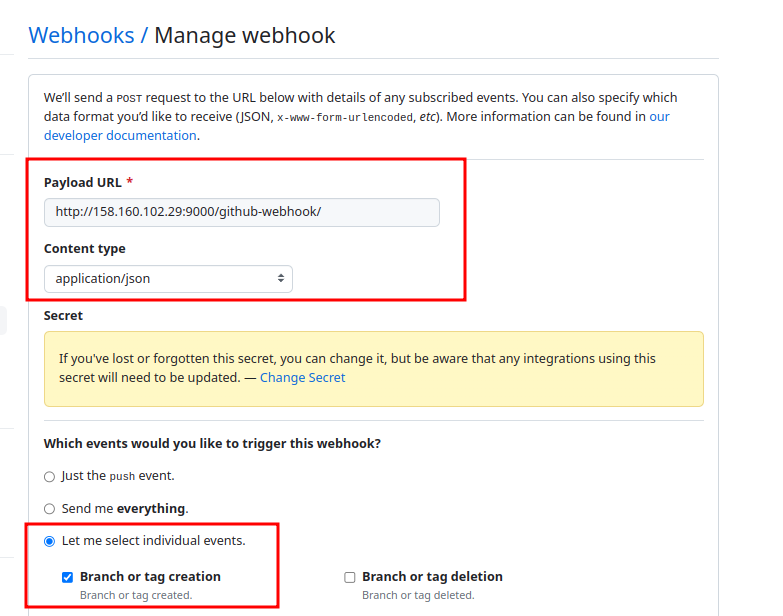 Webhooks / Manage webhook
We'll send a POST request to the URL below with details of any subscribed events. You can also specify which
data format you'd like to receive (JSON, x-www-form-urlencoded, etc). More information can be found in our
developer documentation.
Payload URL *
http://158.160.102.29:9000/github-webhook/
Content type
application/json
Secret
If you've lost or forgotten this secret, you can change it, but be aware that any integrations using this
secret will need to be updated. — Change Secret
Which events would you like to trigger this webhook?
Just the push event.
Send me everything.
Let me select individual events.
Branch or tag creation
Branch or tag created.
Branch or tag deletion
Branch or tag deleted.